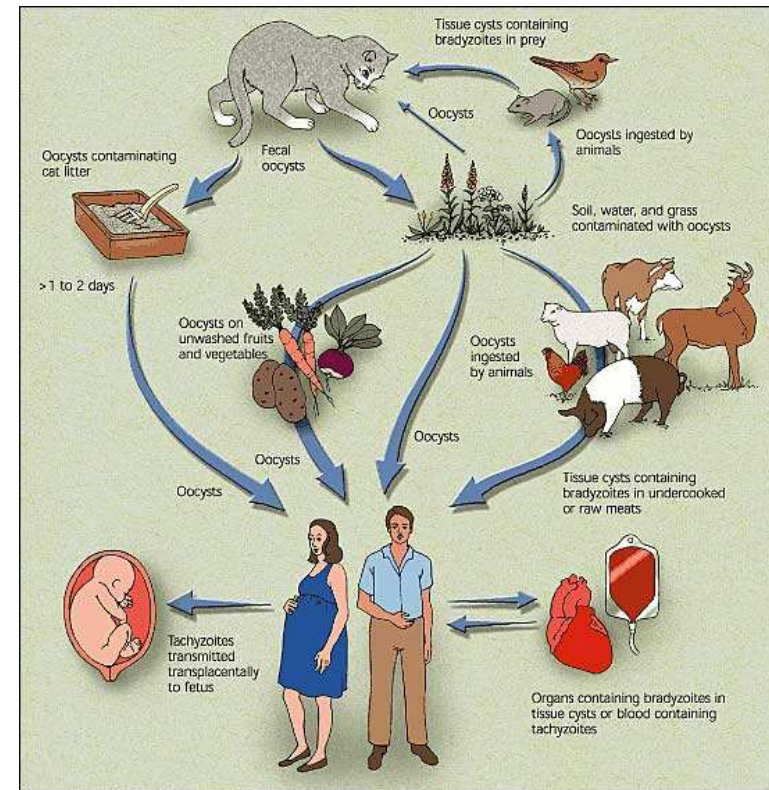 Tissue cysts containing
bradyzoites in prey
Oocysts
Oocysts ingested by
animals
Fecal
oocysts
Oocysts contaminating
cat litter
Soil, water, and grass
contaminated with oocysts
>1 to 2 days
Oocysts on
unwashed fruits
and vegetables
Oocysts
ingested
by animals
Oocysts
Oocysts
Oocysts
Tissue cysts containing
bradyzoites in undercooked
or raw meats
Tachyzoites
transmitted
transplacentally
to fetus
Organs containing bradyzoites in
tissue cysts or blood containing
tachyzoites